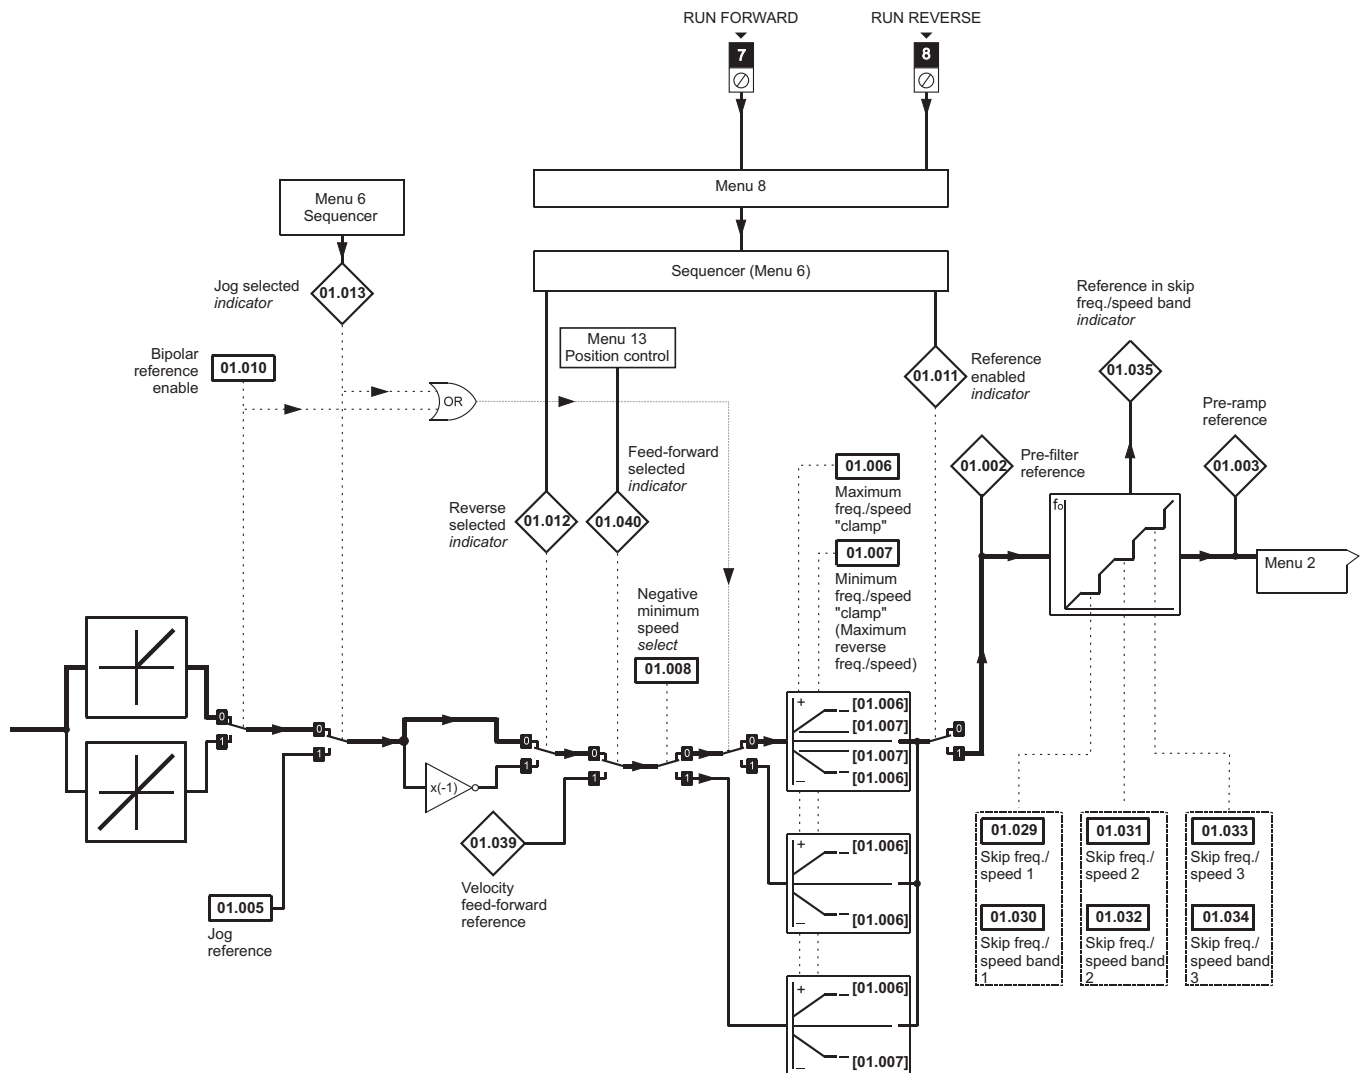 RUN FORWARD
RUN REVERSE
7
8
Menu 8
Menu 6
Sequencer
Sequencer (Menu 6)
Jog selected
indicator
01.013
Reference in skip
freq./speed band
indicator
01.035
Menu 13
Position control
Bipolar
reference
enable
01.010
OR
01.011
Reference
enabled
indicator
Pre-ramp
reference
01.003
Feed-forward
selected
indicator
01.006
Maximum
freq./speed
"clamp"
01.002
Pre-filter
reference
Reverse
selected
indicator
01.012
01.040
fo
01.007
Minimum
freq./speed
"clamp"
(Maximum
reverse
freq./speed)
Menu 2
Negative
minimum
speed
select
01.008
0
1
0
1
0
1
0
1
0
1
0
1
0
1
+
[01.006]
[01.007]
[01.007]
[01.006]
_
x(-1)
01.039
Velocity
feed-forward
reference
+
[01.006]
[01.006]
_
01.005
Jog
reference
01.029
Skip freq./
speed 1
01.030
Skip freq./
speed band
1
01.031
Skip freq./
speed 2
01.032
Skip freq./
speed band
2
01.033
Skip freq./
speed 3
01.034
Skip freq./
speed band
3
+
[01.006]
[01.007]
_